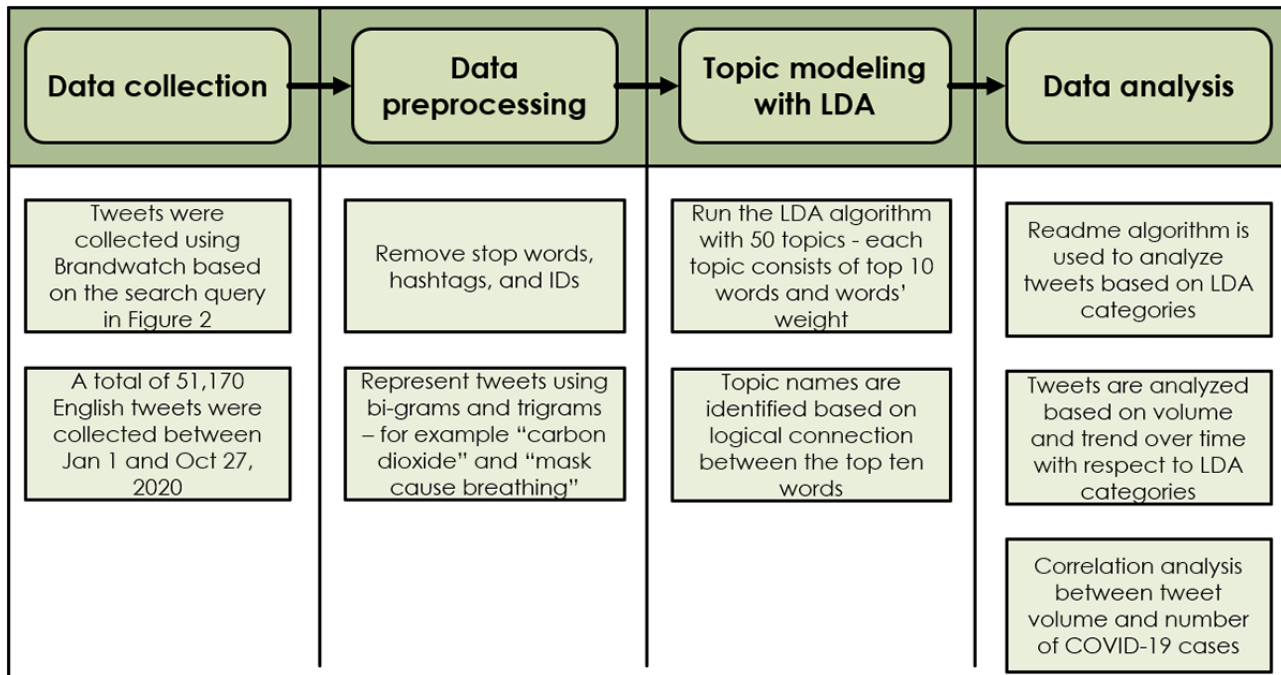 Data collection
Data
preprocessing
Topic modeling
with LDA
Data analysis
Tweets were
collected using
Brandwatch based
on the search query
in Figure 2
A total of 51,170
English tweets were
collected between
Jan 1 and Oct 27,
2020
Remove stop words,
hashtags, and IDs
Represent tweets using
bi-grams and trigrams
– for example “carbon
dioxide” and “mask
cause breathing”
Run the LDA algorithm
with 50 topics - each
topic consists of top 10
words and words’
weight
Topic names are
identified based on
logical connection
between the top ten
words
Readme algorithm is
used to analyze
tweets based on LDA
categories
Tweets are analyzed
based on volume
and trend over time
with respect to LDA
categories
Correlation analysis
between tweet
volume and number
of COVID-19 cases